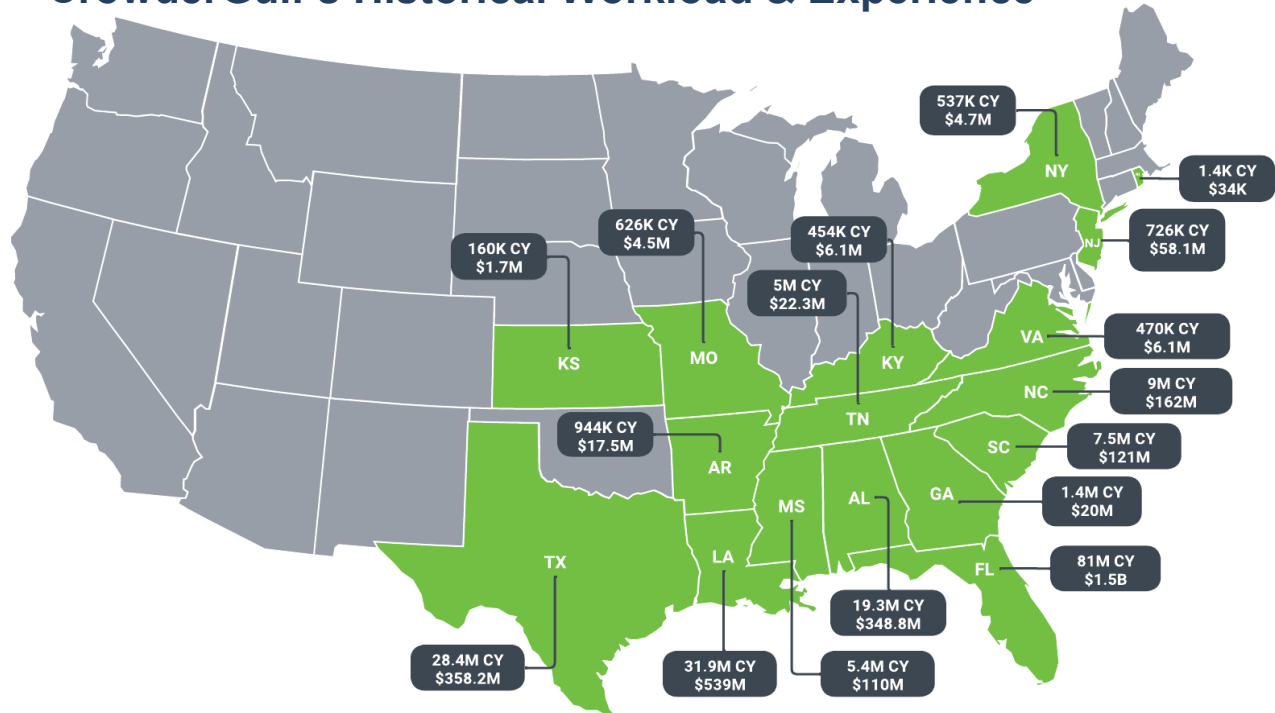 CrowderGulf's Historical Workload & Experience
537K CY
$4.7M
NY
1.4K CY
$34K
626K CY
$4.5M
454K CY
$6.1M
726K CY
$58.1M
NJ
160K CY
$1.7M
5M CY
$22.3M
470K CY
$6.1M
VA
KS
MO
KY
9M CY
$162M
NC
TN
944K CY
$17.5M
AR
7.5M CY
$121M
SC
1.4M CY
$20M
GA
MS
AL
TX
LA
81M CY
$1.5B
FL
19.3M CY
$348.8M
28.4M CY
$358.2M
31.9M CY
$539M
5.4M CY
$110M